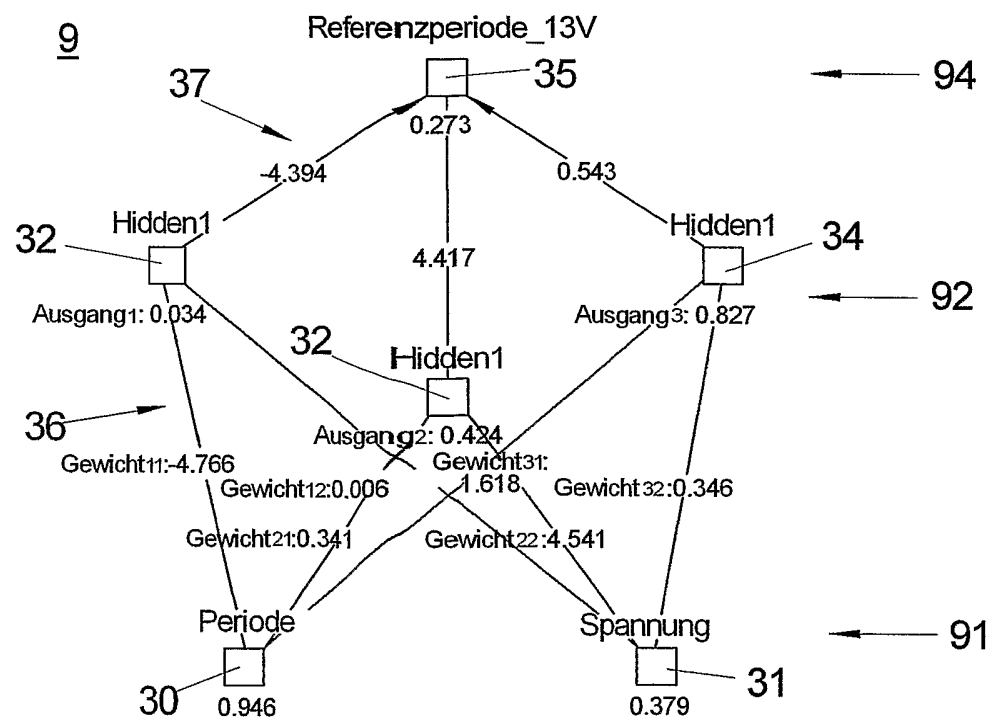 9
Referenzperiode_13V
35
94
37
0.273
-4.394
0.543
Hidden1
Hidden1
32
34
4.417
92
Ausgang1: 0.034
Ausgang3: 0.827
32
Hidden1
36
Ausgang2: 0.424
Gewicht11:-4.766
Gewicht31:
1.618
Gewicht12:0.006
Gewicht32:0.346
Gewicht21:0.341
Gewicht22:4.541
Periode
Spannung
91
30
31
0.946
0.379